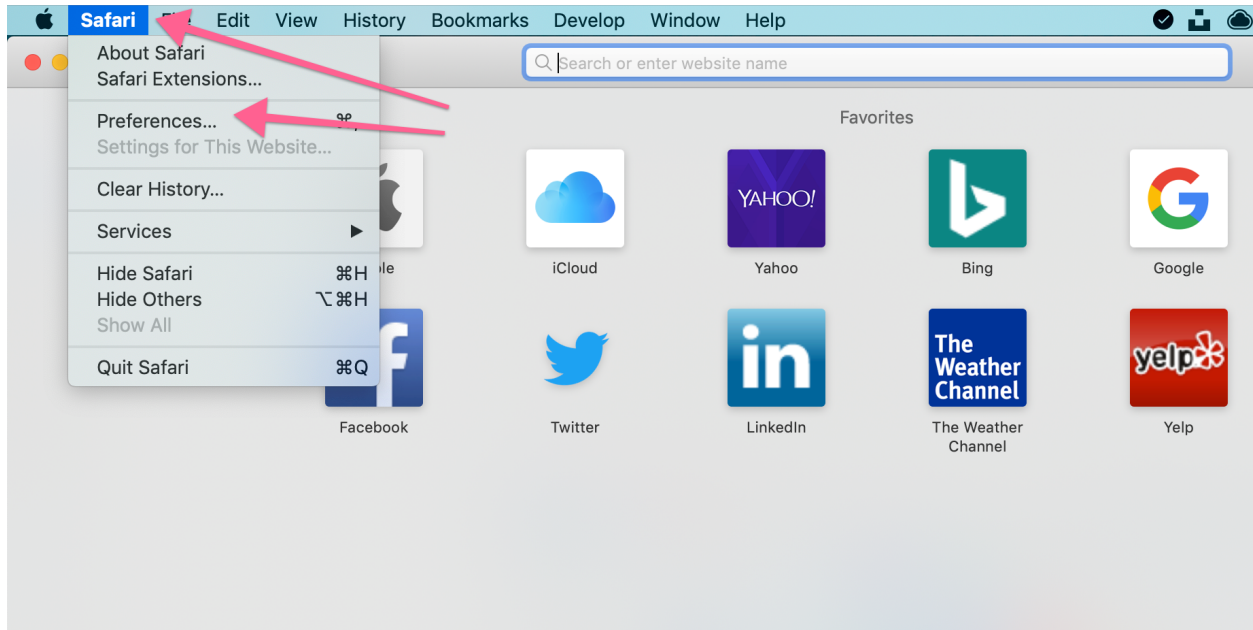 Safari File Edit View History Bookmarks Develop Window Help
About Safari
Safari Extensions...
Search or enter website name
Preferences... ⌘,
Settings for This Website...
Clear History...
Services ▶
Hide Safari ⌘H
Hide Others ⌥⌘H
Show All
Quit Safari ⌘Q
Favorites
YAHOO!
iCloud Yahoo Bing Google
f in The
Weather
Channel
yelp
Facebook Twitter LinkedIn The Weather
Channel
Yelp